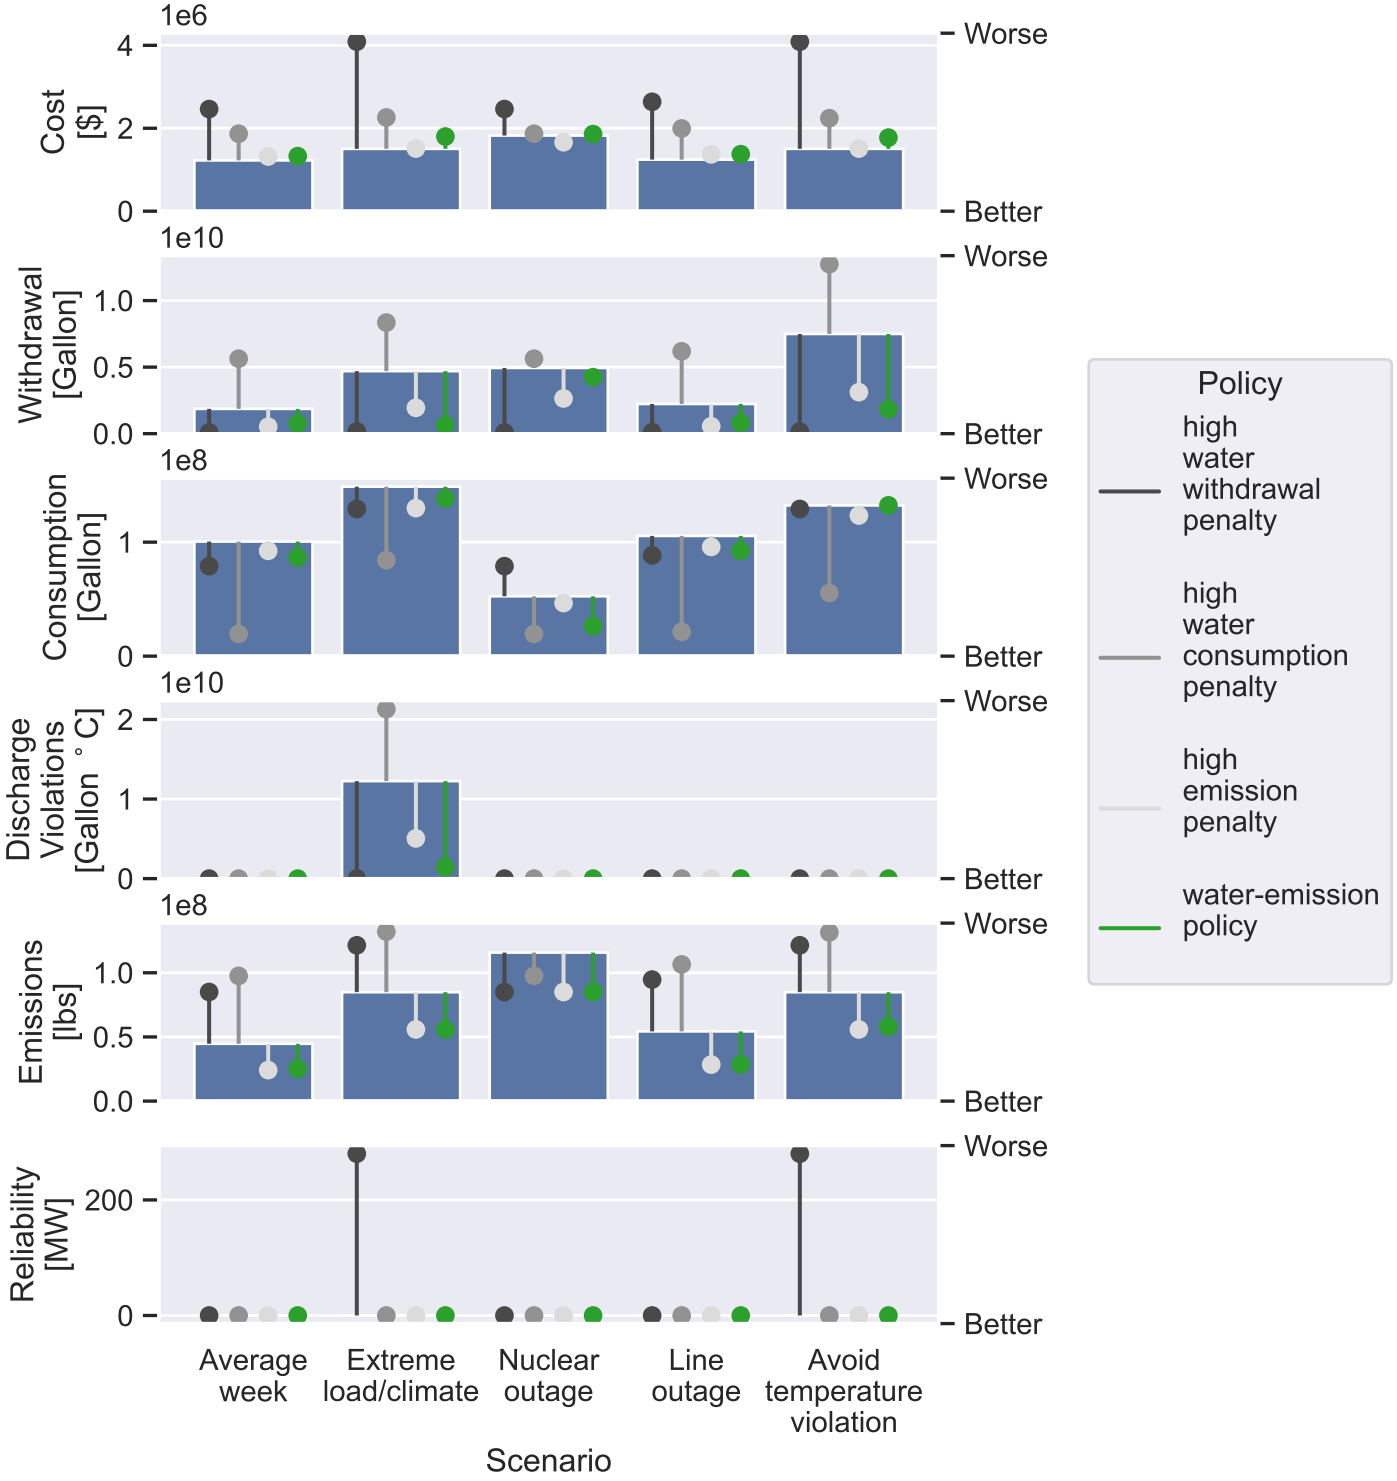 1e6
Cost
[$]
4
2
0
Worse
Better
1e10
Withdrawal
[Gallon]
1.0
0.5
0.0
Worse
Better
1e8
Consumption
[Gallon]
1
0
Worse
Better
1e10
Discharge
Violations
[Gallon °C]
2
1
0
Worse
Better
1e8
Emissions
[lbs]
1.0
0.5
0.0
Worse
Better
Reliability
[MW]
200
0
Worse
Better
Average
week
Extreme
load/climate
Nuclear
outage
Line
outage
Avoid
temperature
violation
Scenario
Policy
high
water
withdrawal
penalty
high
water
consumption
penalty
high
emission
penalty
water-emission
policy